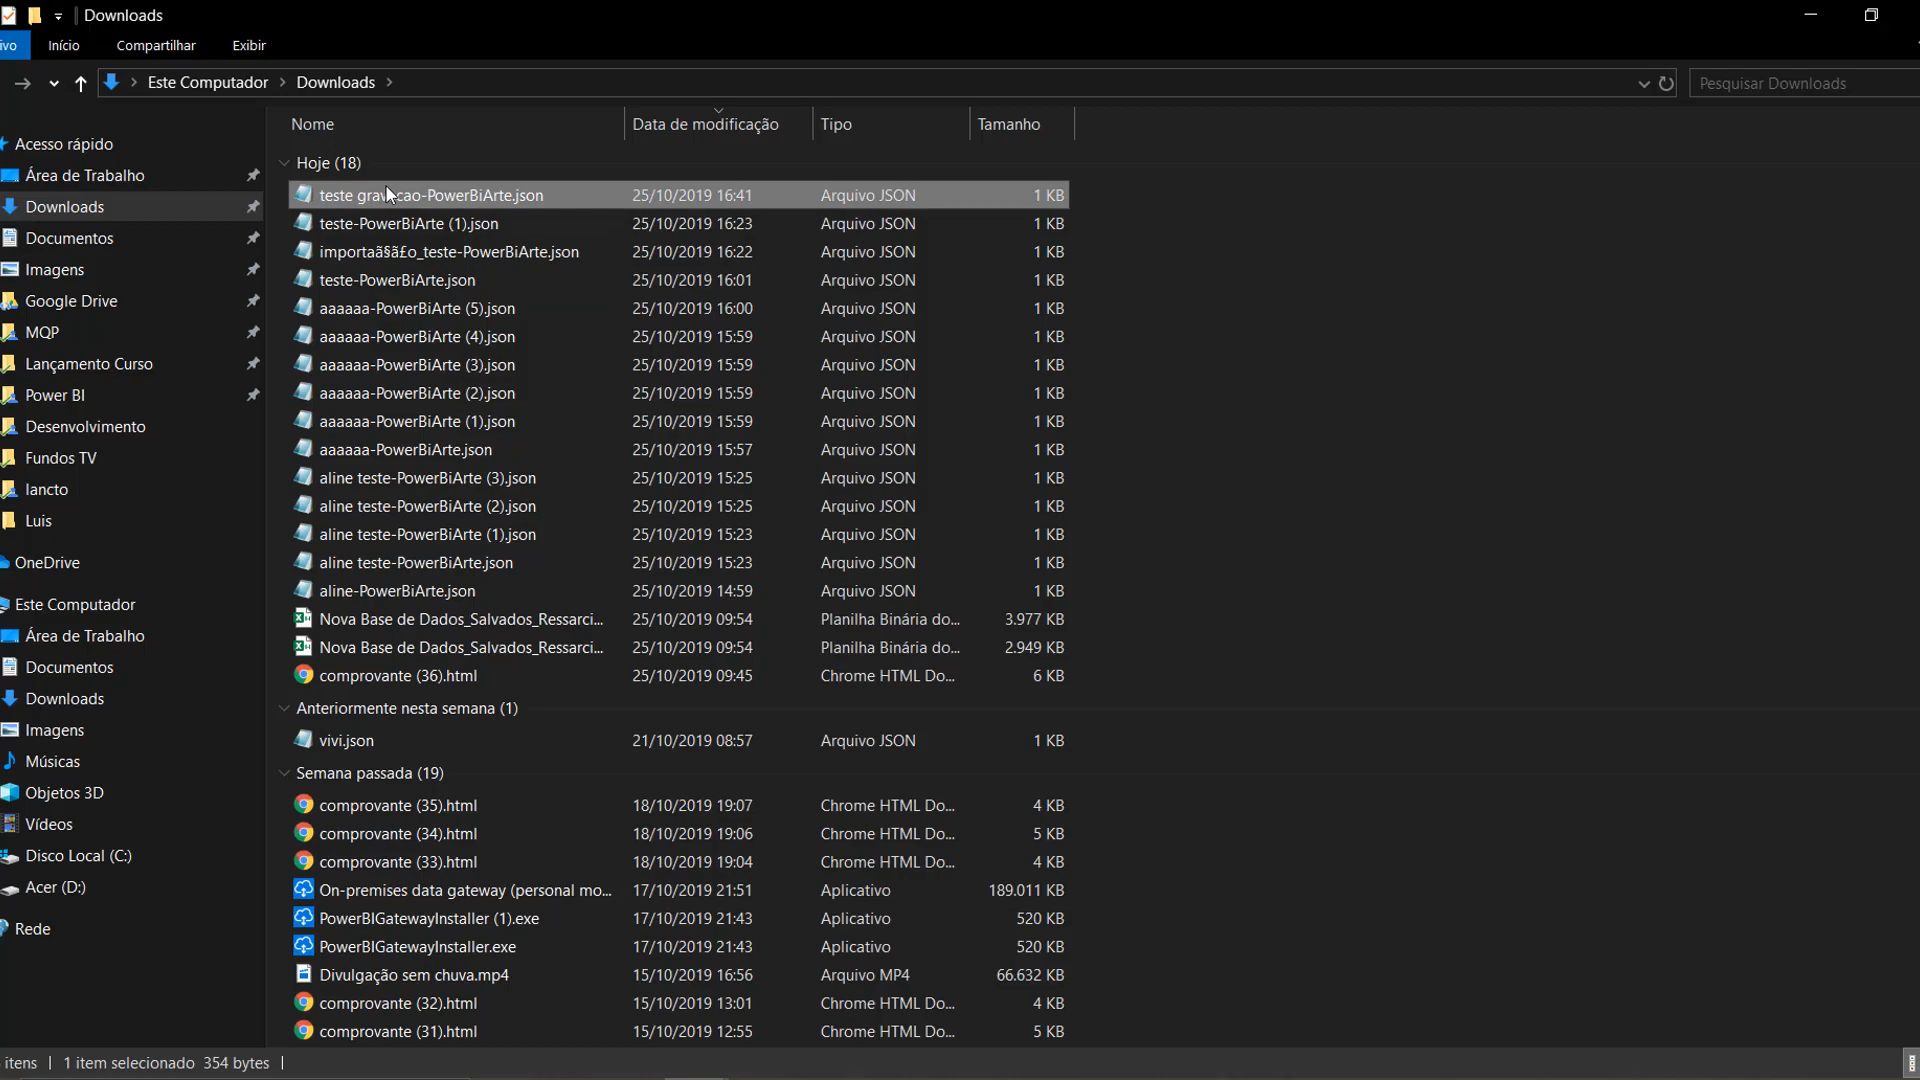 Downloads
ivo Início Compartilhar Exibir
Este Computador Downloads Pesquisar Downloads
Nome Data de modificação Tipo Tamanho
Acesso rápido
Área de Trabalho
Downloads
Documentos
Imagens
Google Drive
MQP
Lançamento Curso
Power BI
Desenvolvimento
Fundos TV
Iancto
Luis
OneDrive
Este Computador
Área de Trabalho
Documentos
Downloads
Imagens
Músicas
Objetos 3D
Vídeos
Disco Local (C:)
Acer (D:)
Rede
Hoje (18)
teste gravacao-PowerBiArte.json 25/10/2019 16:41 Arquivo JSON 1 KB
teste-PowerBiArte (1).json 25/10/2019 16:23 Arquivo JSON 1 KB
importaã§ã£o_teste-PowerBiArte.json 25/10/2019 16:22 Arquivo JSON 1 KB
teste-PowerBiArte.json 25/10/2019 16:01 Arquivo JSON 1 KB
aaaaaa-PowerBiArte (5).json 25/10/2019 16:00 Arquivo JSON 1 KB
aaaaaa-PowerBiArte (4).json 25/10/2019 15:59 Arquivo JSON 1 KB
aaaaaa-PowerBiArte (3).json 25/10/2019 15:59 Arquivo JSON 1 KB
aaaaaa-PowerBiArte (2).json 25/10/2019 15:59 Arquivo JSON 1 KB
aaaaaa-PowerBiArte (1).json 25/10/2019 15:59 Arquivo JSON 1 KB
aaaaaa-PowerBiArte.json 25/10/2019 15:57 Arquivo JSON 1 KB
aline teste-PowerBiArte (3).json 25/10/2019 15:25 Arquivo JSON 1 KB
aline teste-PowerBiArte (2).json 25/10/2019 15:25 Arquivo JSON 1 KB
aline teste-PowerBiArte (1).json 25/10/2019 15:23 Arquivo JSON 1 KB
aline teste-PowerBiArte.json 25/10/2019 15:23 Arquivo JSON 1 KB
aline-PowerBiArte.json 25/10/2019 14:59 Arquivo JSON 1 KB
Nova Base de Dados_Salvados_Ressarci... 25/10/2019 09:54 Planilha Binária do... 3.977 KB
Nova Base de Dados_Salvados_Ressarci... 25/10/2019 09:54 Planilha Binária do... 2.949 KB
comprovante (36).html 25/10/2019 09:45 Chrome HTML Do... 6 KB
Anteriormente nesta semana (1)
vivi.json 21/10/2019 08:57 Arquivo JSON 1 KB
Semana passada (19)
comprovante (35).html 18/10/2019 19:07 Chrome HTML Do... 4 KB
comprovante (34).html 18/10/2019 19:06 Chrome HTML Do... 5 KB
comprovante (33).html 18/10/2019 19:04 Chrome HTML Do... 4 KB
On-premises data gateway (personal mo... 17/10/2019 21:51 Aplicativo 189.011 KB
PowerBIGatewayInstaller (1).exe 17/10/2019 21:43 Aplicativo 520 KB
PowerBIGatewayInstaller.exe 17/10/2019 21:43 Aplicativo 520 KB
Divulgação sem chuva.mp4 15/10/2019 16:56 Arquivo MP4 66.632 KB
comprovante (32).html 15/10/2019 13:01 Chrome HTML Do... 4 KB
comprovante (31).html 15/10/2019 12:55 Chrome HTML Do... 5 KB
itens 1 item selecionado 354 bytes